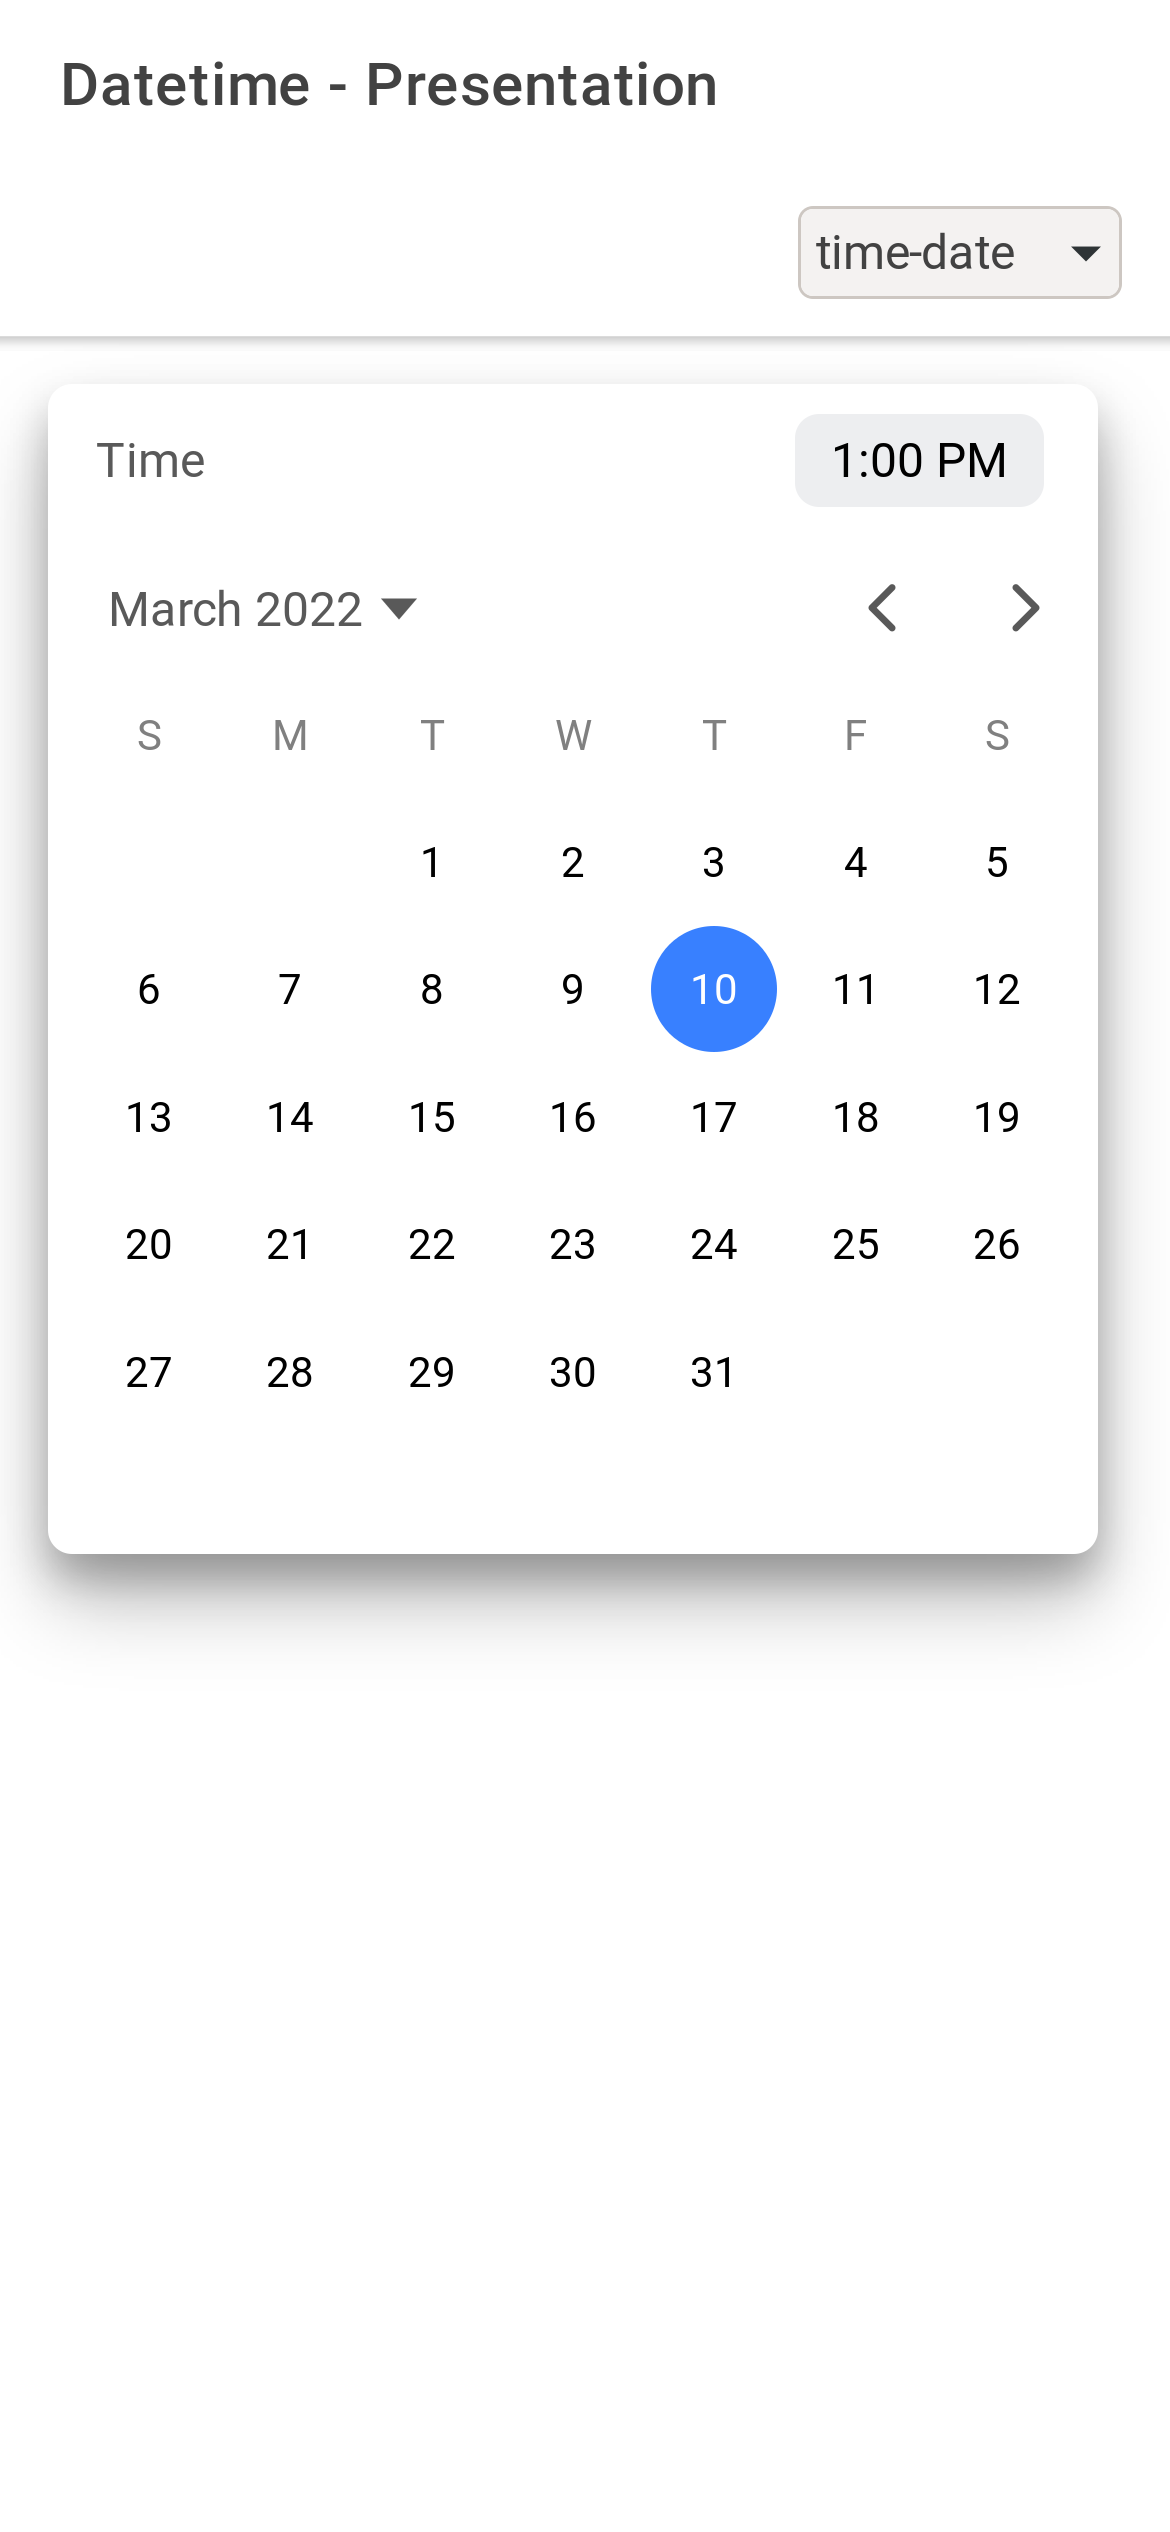 Datetime - Presentation
time-date
Time 1:00 PM
March 2022
S M T W T F S
1 2 3 4 5
6 7 8 9 10 11 12
13 14 15 16 17 18 19
20 21 22 23 24 25 26
27 28 29 30 31